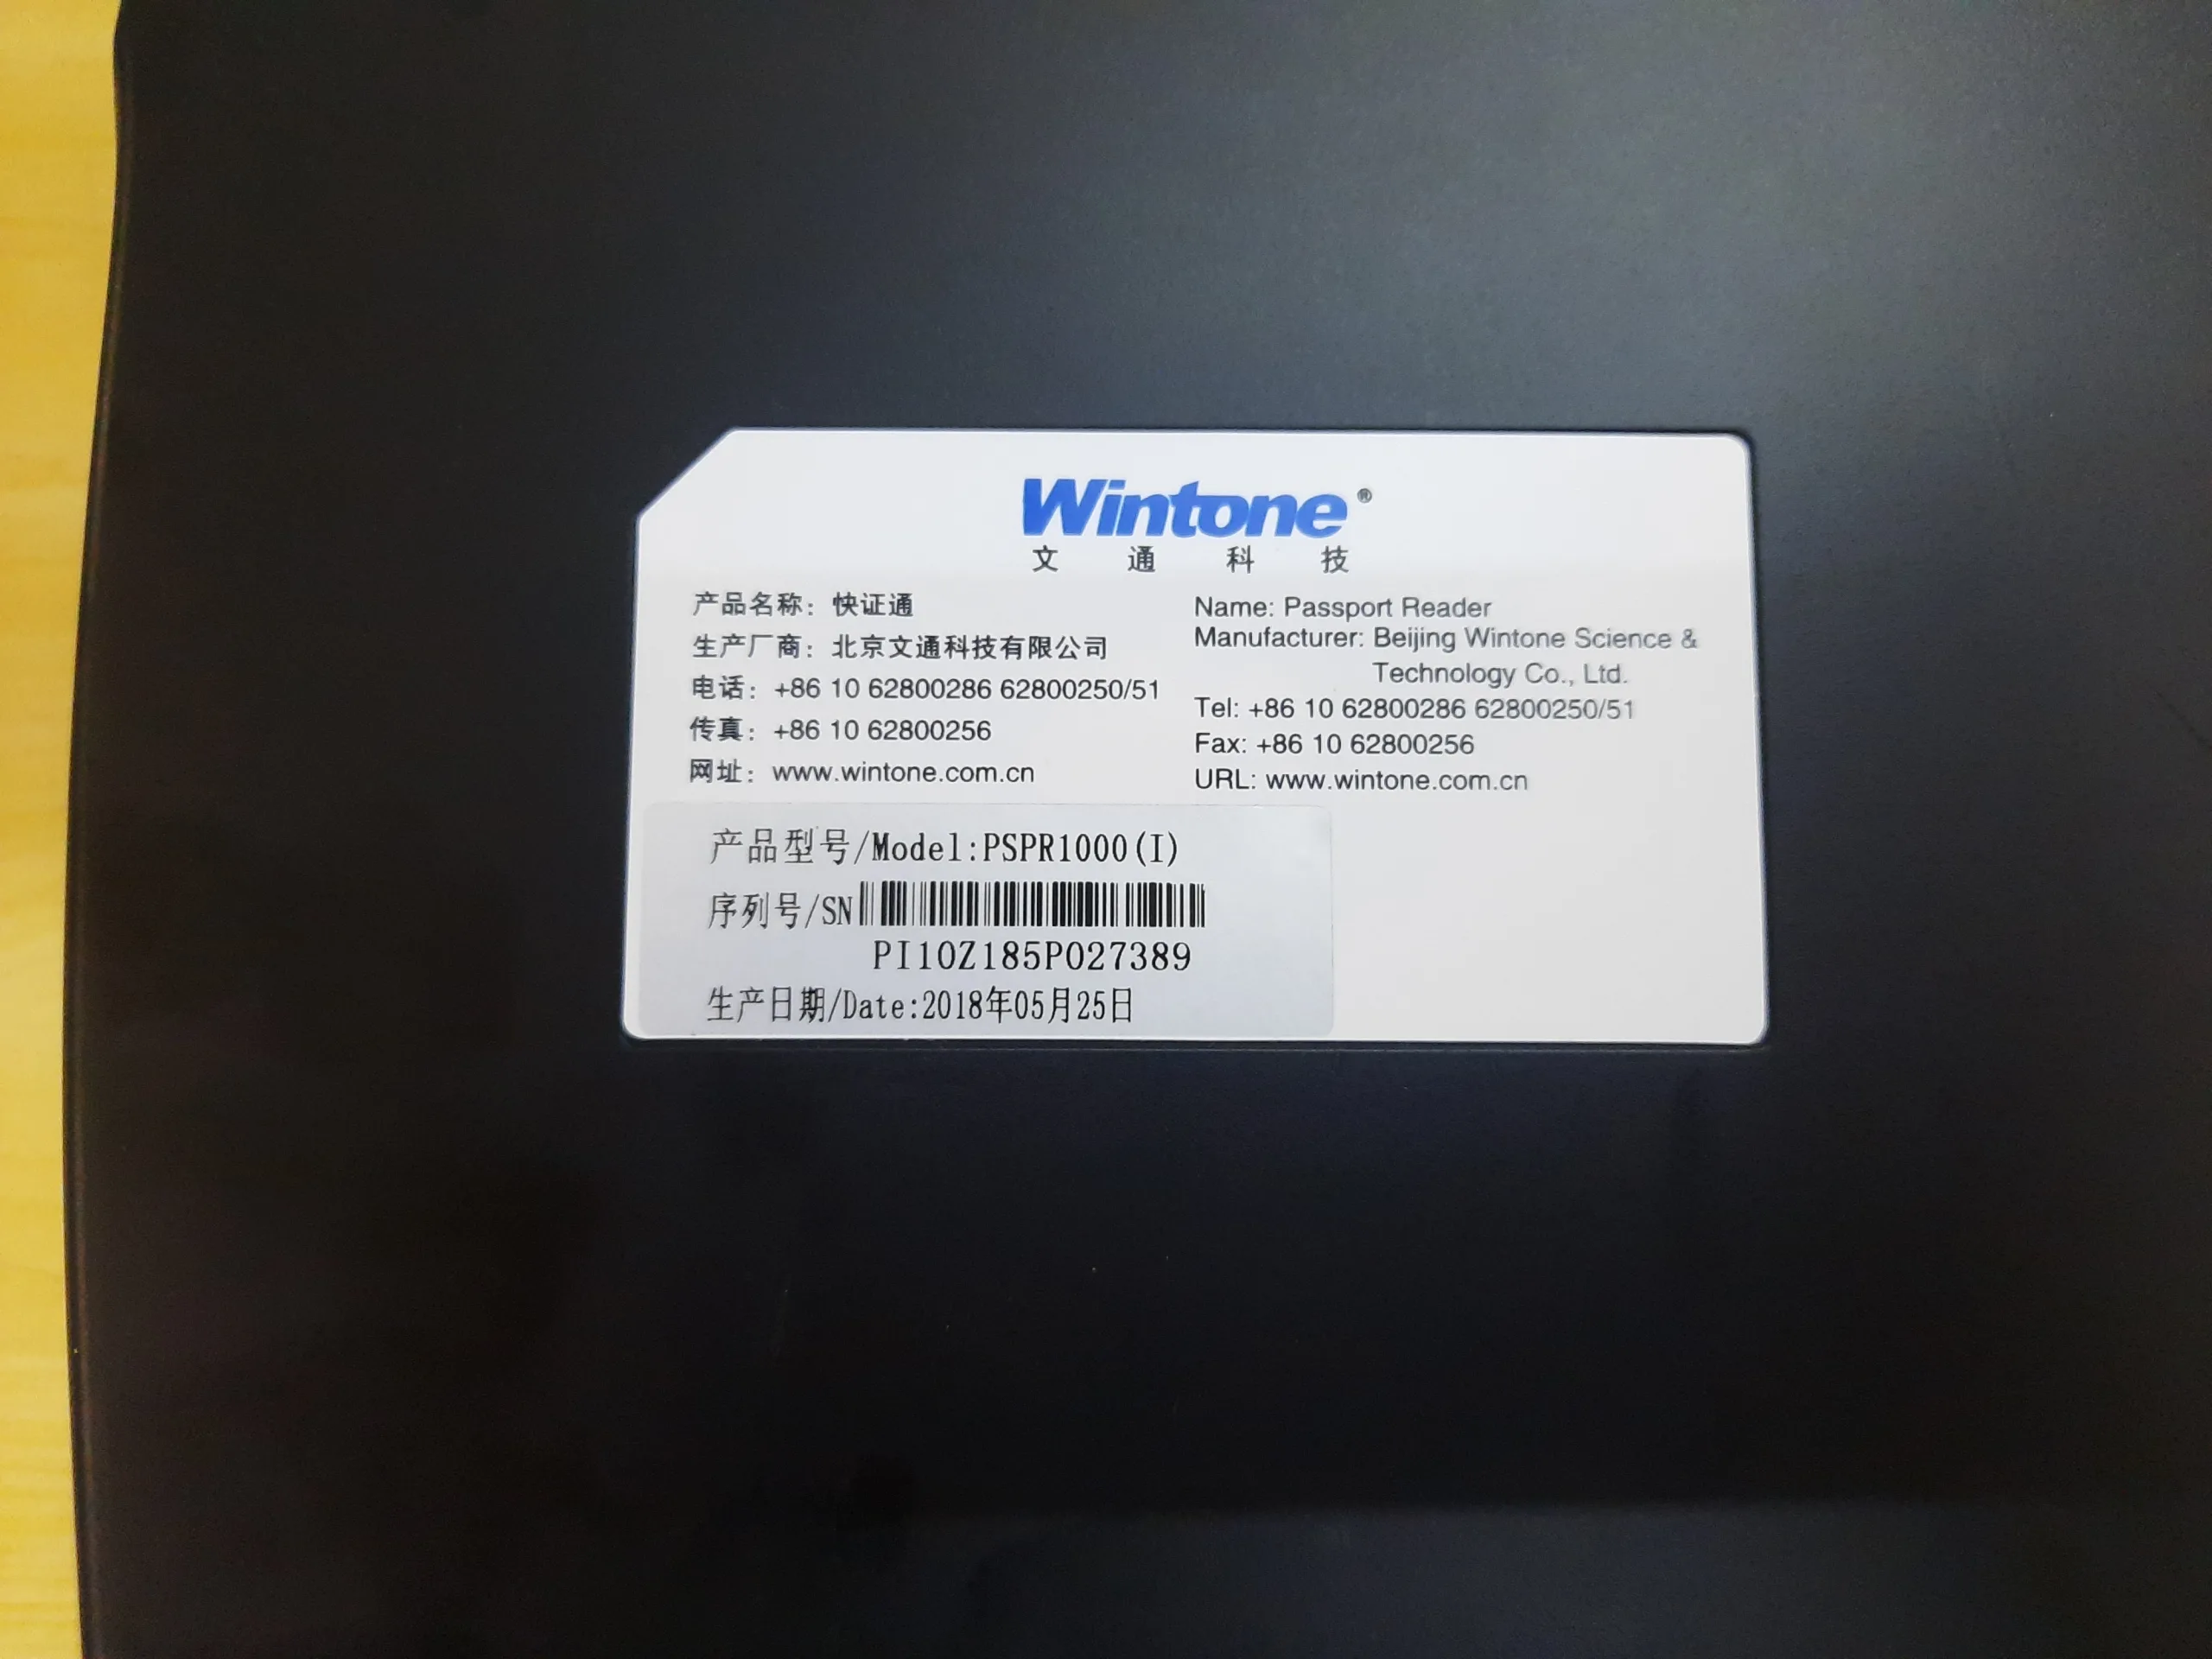 Wintone®
文通科技
产品名称：快证通
生产厂商：北京文通科技有限公司
电话：+86 10 62800286 62800250/51
传真：+86 10 62800256
网址：www.wintone.com.cn
Name: Passport Reader
Manufacturer: Beijing Wintone Science &
Technology Co., Ltd.
Tel: +86 10 62800286 62800250/51
Fax: +86 10 62800256
URL: www.wintone.com.cn
产品型号/Model:PSPR1000(I)
序列号/SN
PI10Z185P027389
生产日期/Date:2018年05月25日